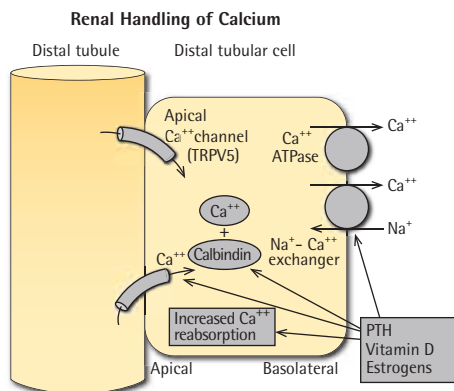 Renal Handling of Calcium
Distal tubule
Distal tubular cell
Apical
Ca⁺⁺channel
(TRPV5)
Ca⁺⁺
ATPase
Ca⁺⁺
Ca⁺⁺
Ca⁺⁺
+
Calbindin
Na⁺- Ca⁺⁺
exchanger
Na⁺
Ca⁺⁺
Increased Ca⁺⁺
reabsorption
PTH
Vitamin D
Estrogens
Apical
Basolateral